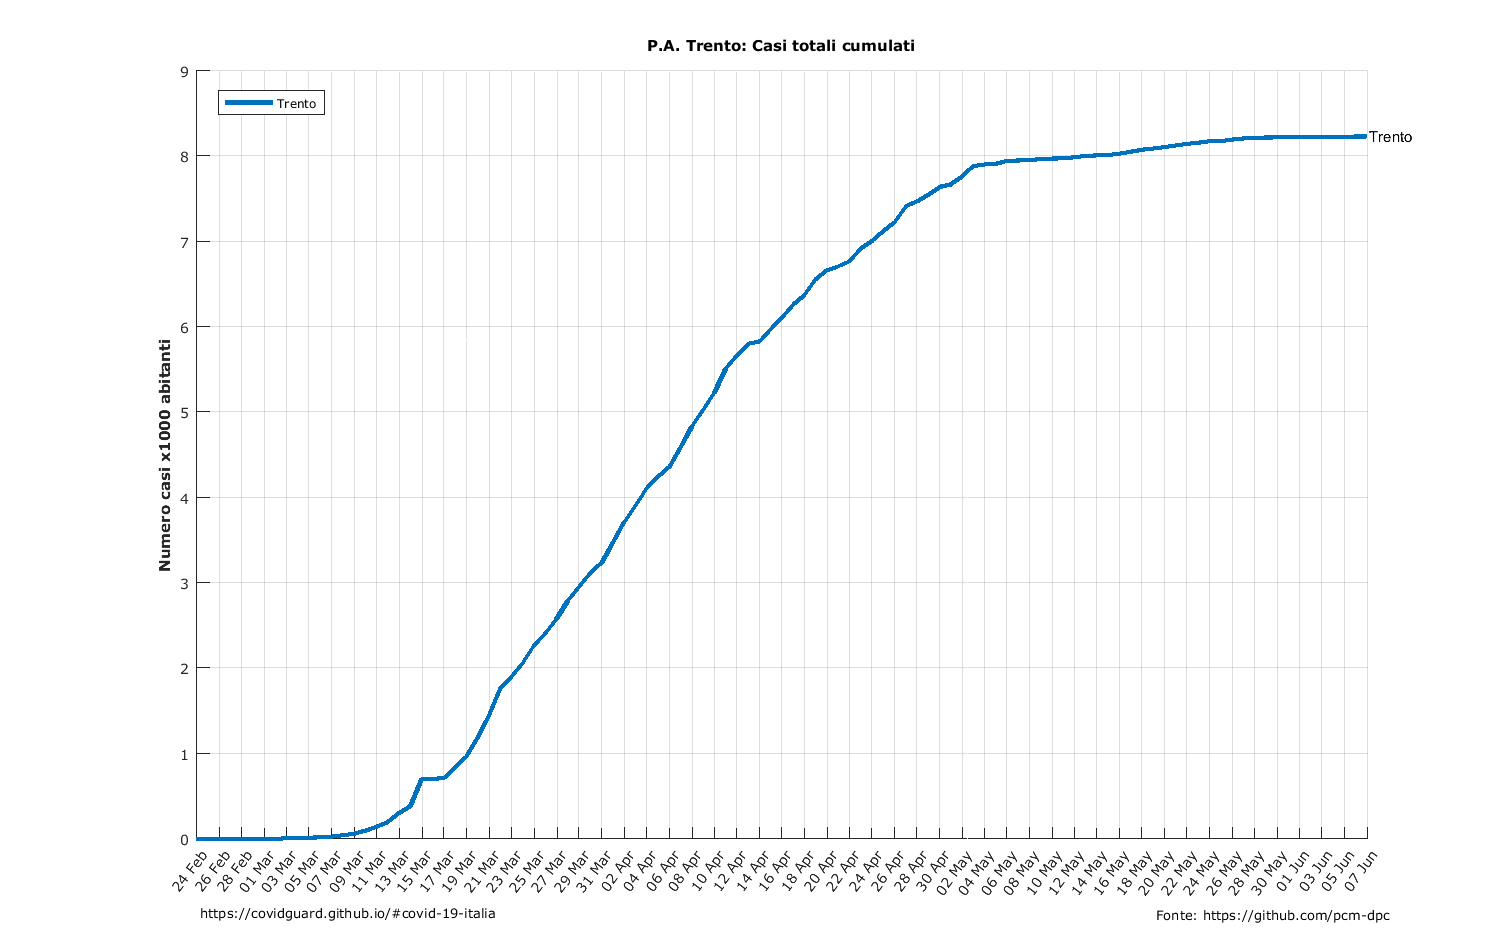 P.A. Trento: Casi totali cumulati
9
8
7
6
5
4
3
2
1
0
Numero casi x1000 abitanti
Trento
Trento
24 Feb
26 Feb
28 Feb
01 Mar
03 Mar
05 Mar
07 Mar
09 Mar
11 Mar
13 Mar
15 Mar
17 Mar
19 Mar
21 Mar
23 Mar
25 Mar
27 Mar
29 Mar
31 Mar
02 Apr
04 Apr
06 Apr
08 Apr
10 Apr
12 Apr
14 Apr
16 Apr
18 Apr
20 Apr
22 Apr
24 Apr
26 Apr
28 Apr
30 Apr
02 May
04 May
06 May
08 May
10 May
12 May
14 May
16 May
18 May
20 May
22 May
24 May
26 May
28 May
30 May
01 Jun
03 Jun
05 Jun
07 Jun
https://covidguard.github.io/#covid-19-italia
Fonte: https://github.com/pcm-dpc